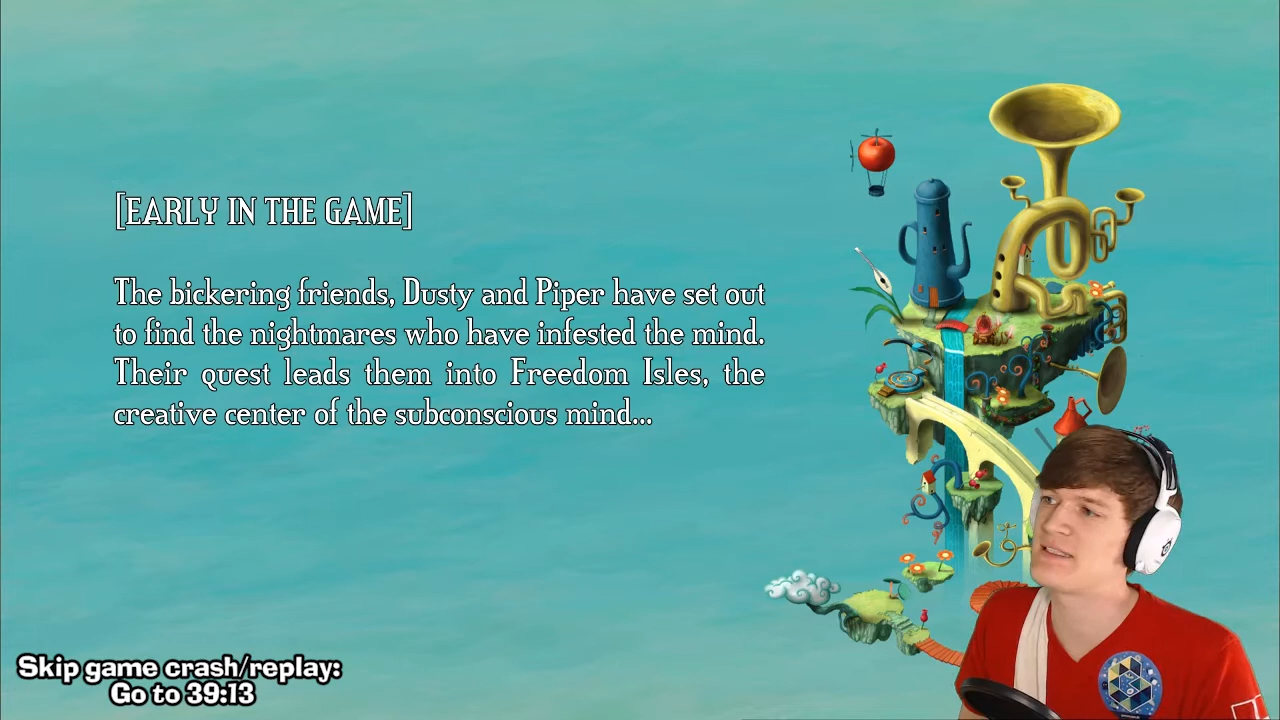 [EARLY IN THE GAME]
The bickering friends, Dusty and Piper have set out
to find the nightmares who have infested the mind.
Their quest leads them into Freedom Isles, the
creative center of the subconscious mind...
Skip game crash/replay:
Go to 39:13